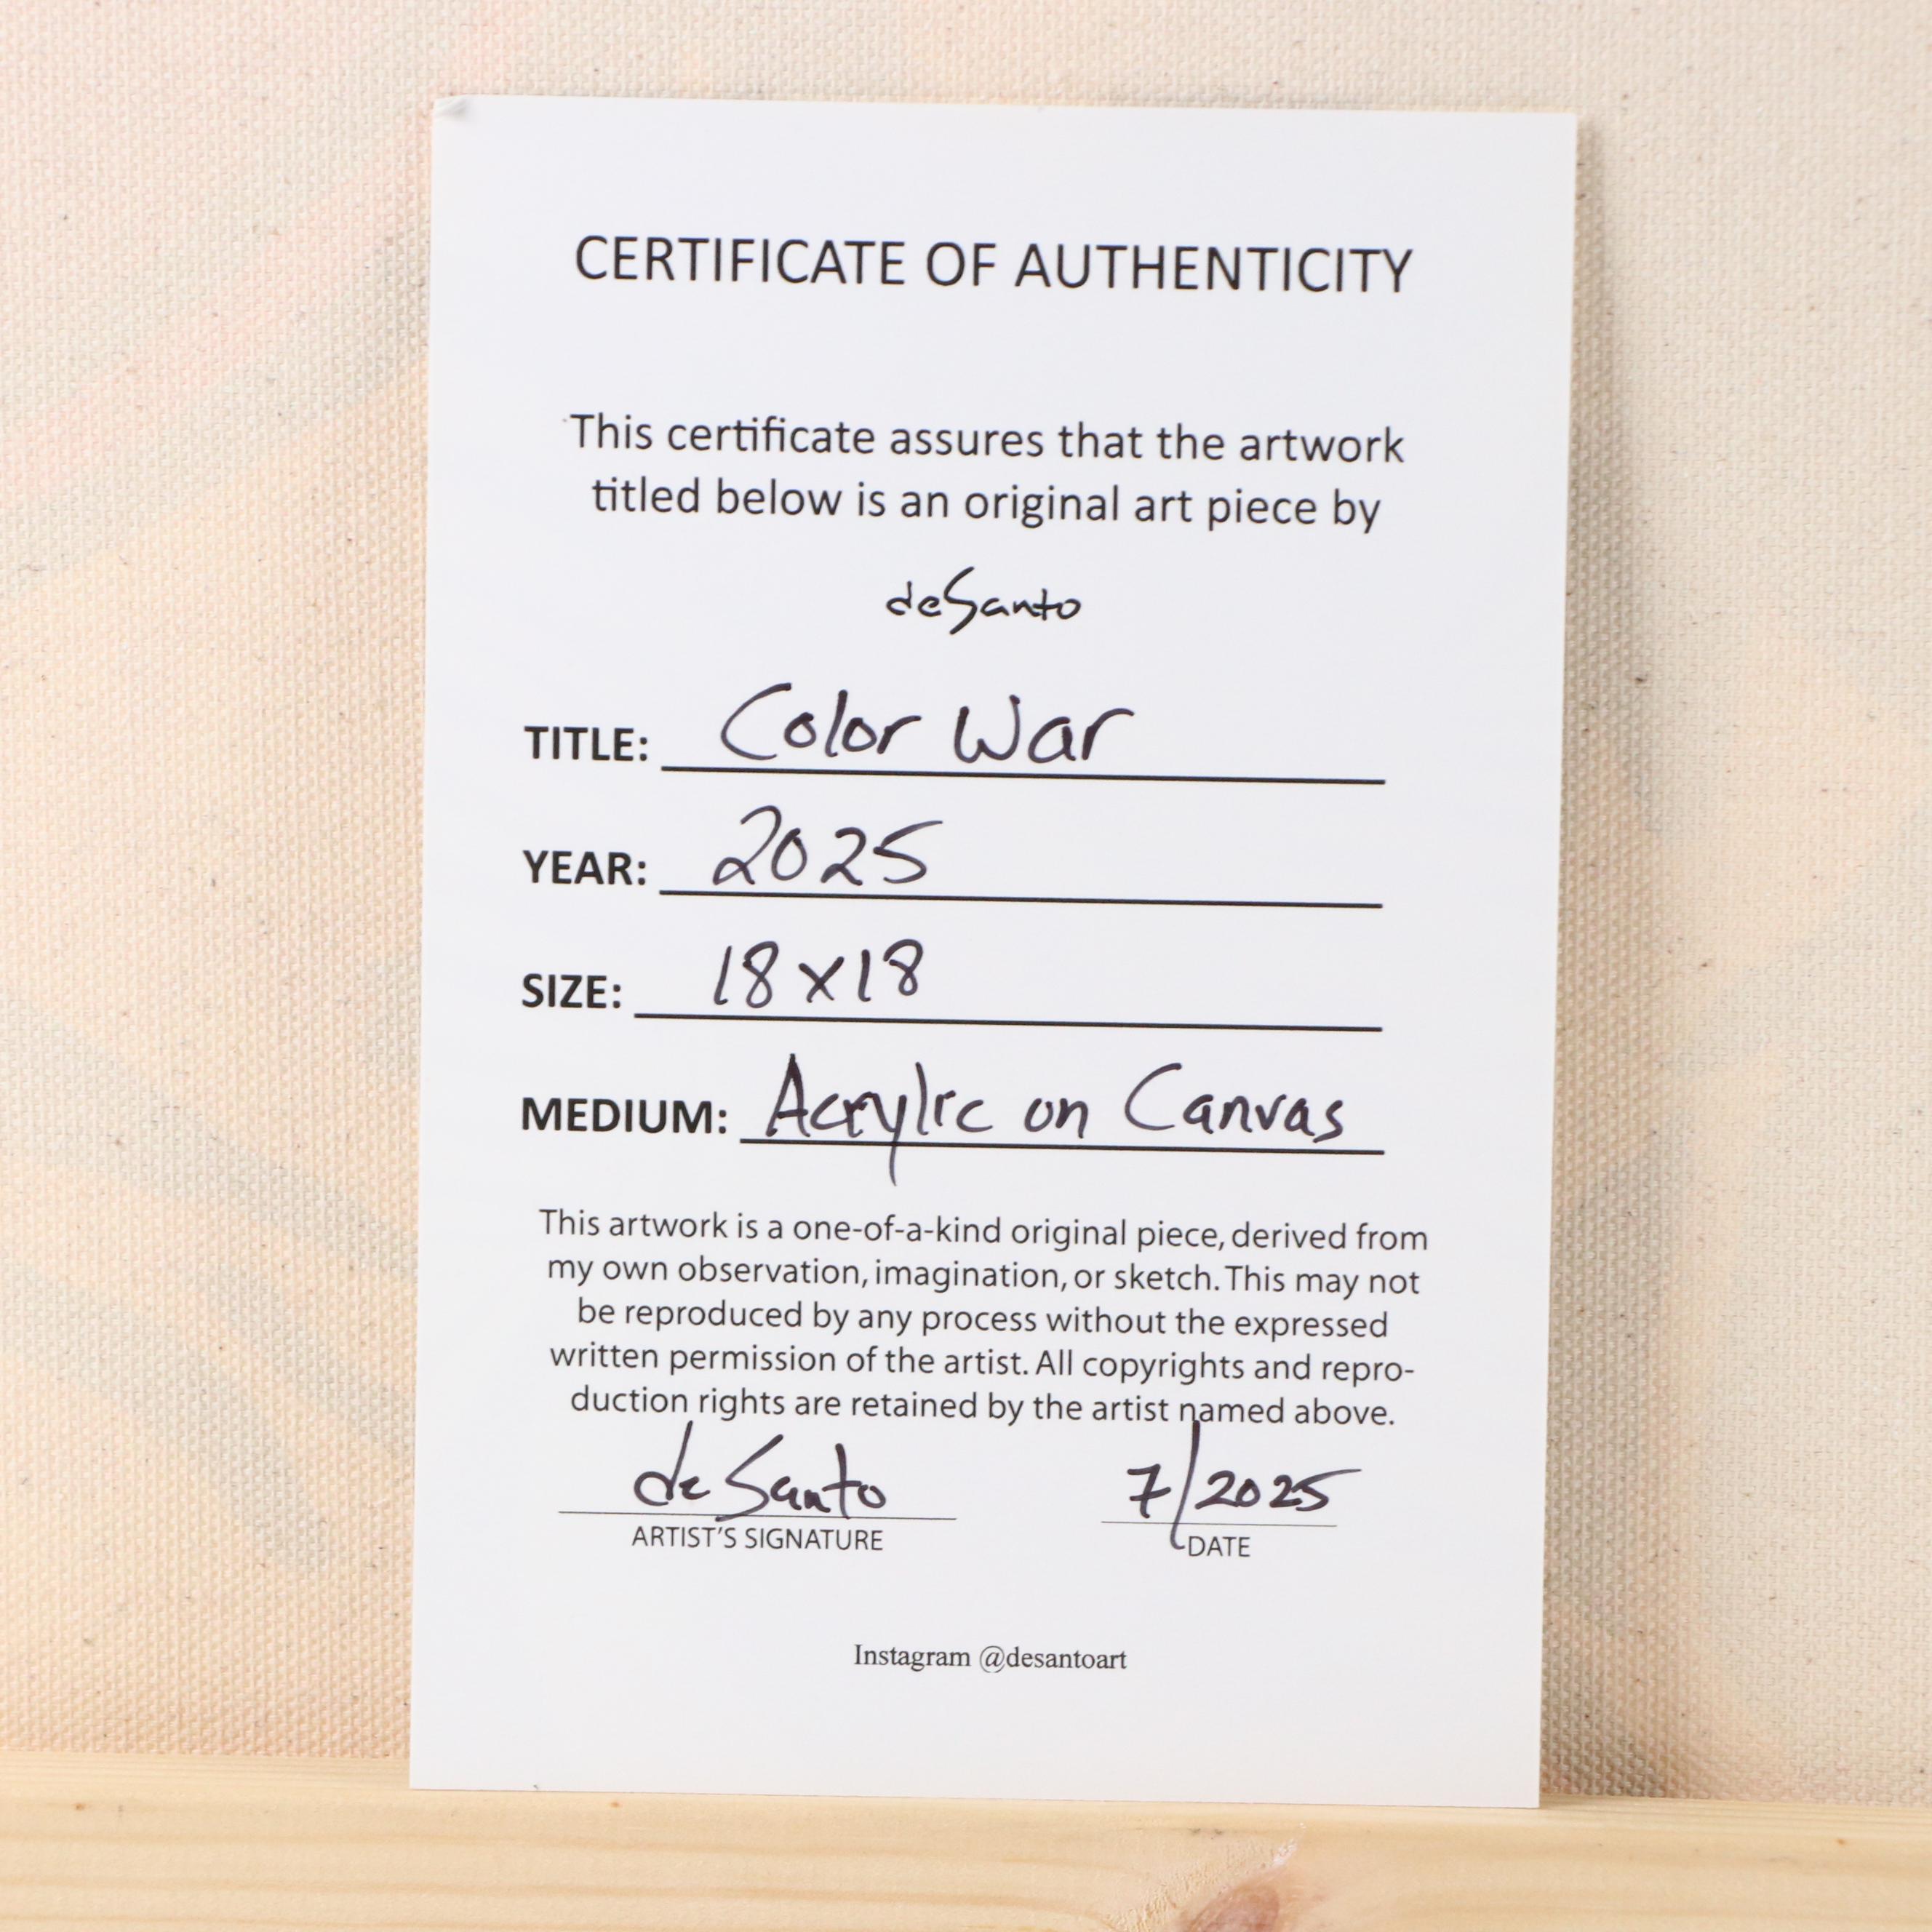 CERTIFICATE OF AUTHENTICITY
This certificate assures that the artwork
titled below is an original art piece by
deSanto
TITLE: Color War
YEAR: 2025
SIZE: 18x18
MEDIUM: Acrylic on Canvas
This artwork is a one-of-a-kind original piece, derived from
my own observation, imagination, or sketch. This may not
be reproduced by any process without the expressed
written permission of the artist. All copyrights and repro-
duction rights are retained by the artist named above.
deSanto 7/2025
ARTIST'S SIGNATURE DATE
Instagram @desantoart